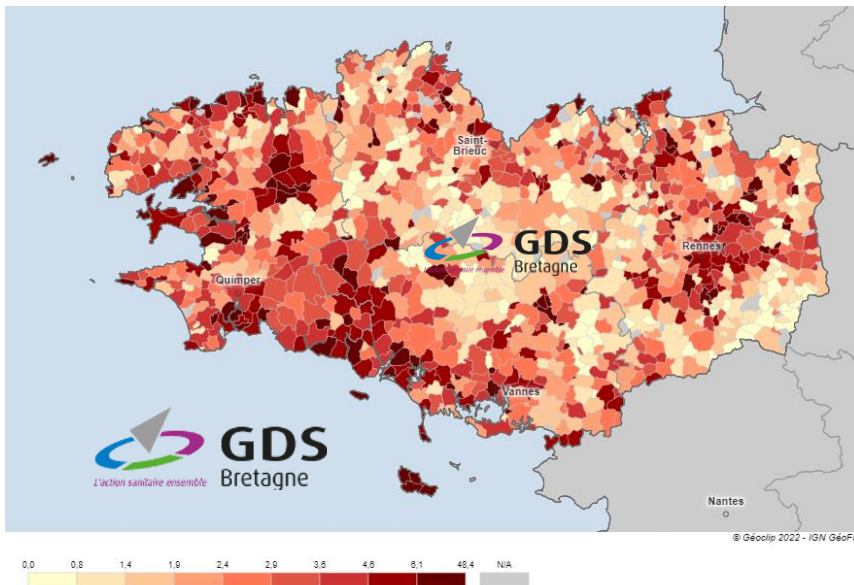 Saint-
Brieuc
GDS
Bretagne
Rennes
Quimper
Vannes
GDS
Bretagne
L'action sanitaire ensemble
Nantes
© Géoclip 2022 - IGN GéoF
0,0 0,8 1,4 1,9 2,4 2,9 3,6 4,6 6,1 48,4 N/A